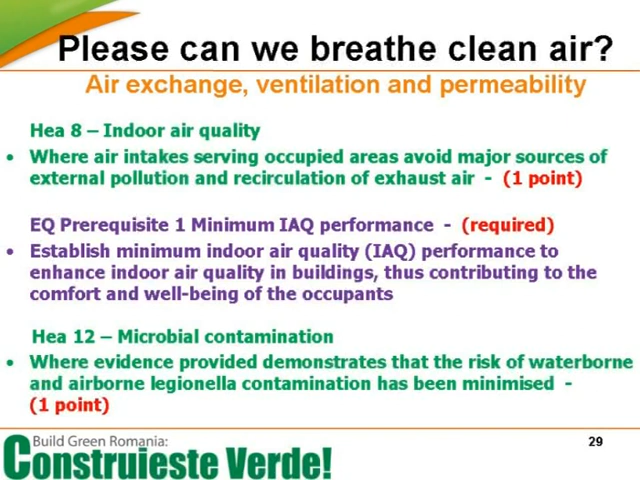 Please can we breathe clean air?
Air exchange, ventilation and permeability
Hea 8 – Indoor air quality
• Where air intakes serving occupied areas avoid major sources of
external pollution and recirculation of exhaust air - (1 point)
EQ Prerequisite 1 Minimum IAQ performance - (required)
• Establish minimum indoor air quality (IAQ) performance to
enhance indoor air quality in buildings, thus contributing to the
comfort and well-being of the occupants
Hea 12 – Microbial contamination
• Where evidence provided demonstrates that the risk of waterborne
and airborne legionella contamination has been minimised -
(1 point)
Build Green Romania:
29
Construieste Verde!